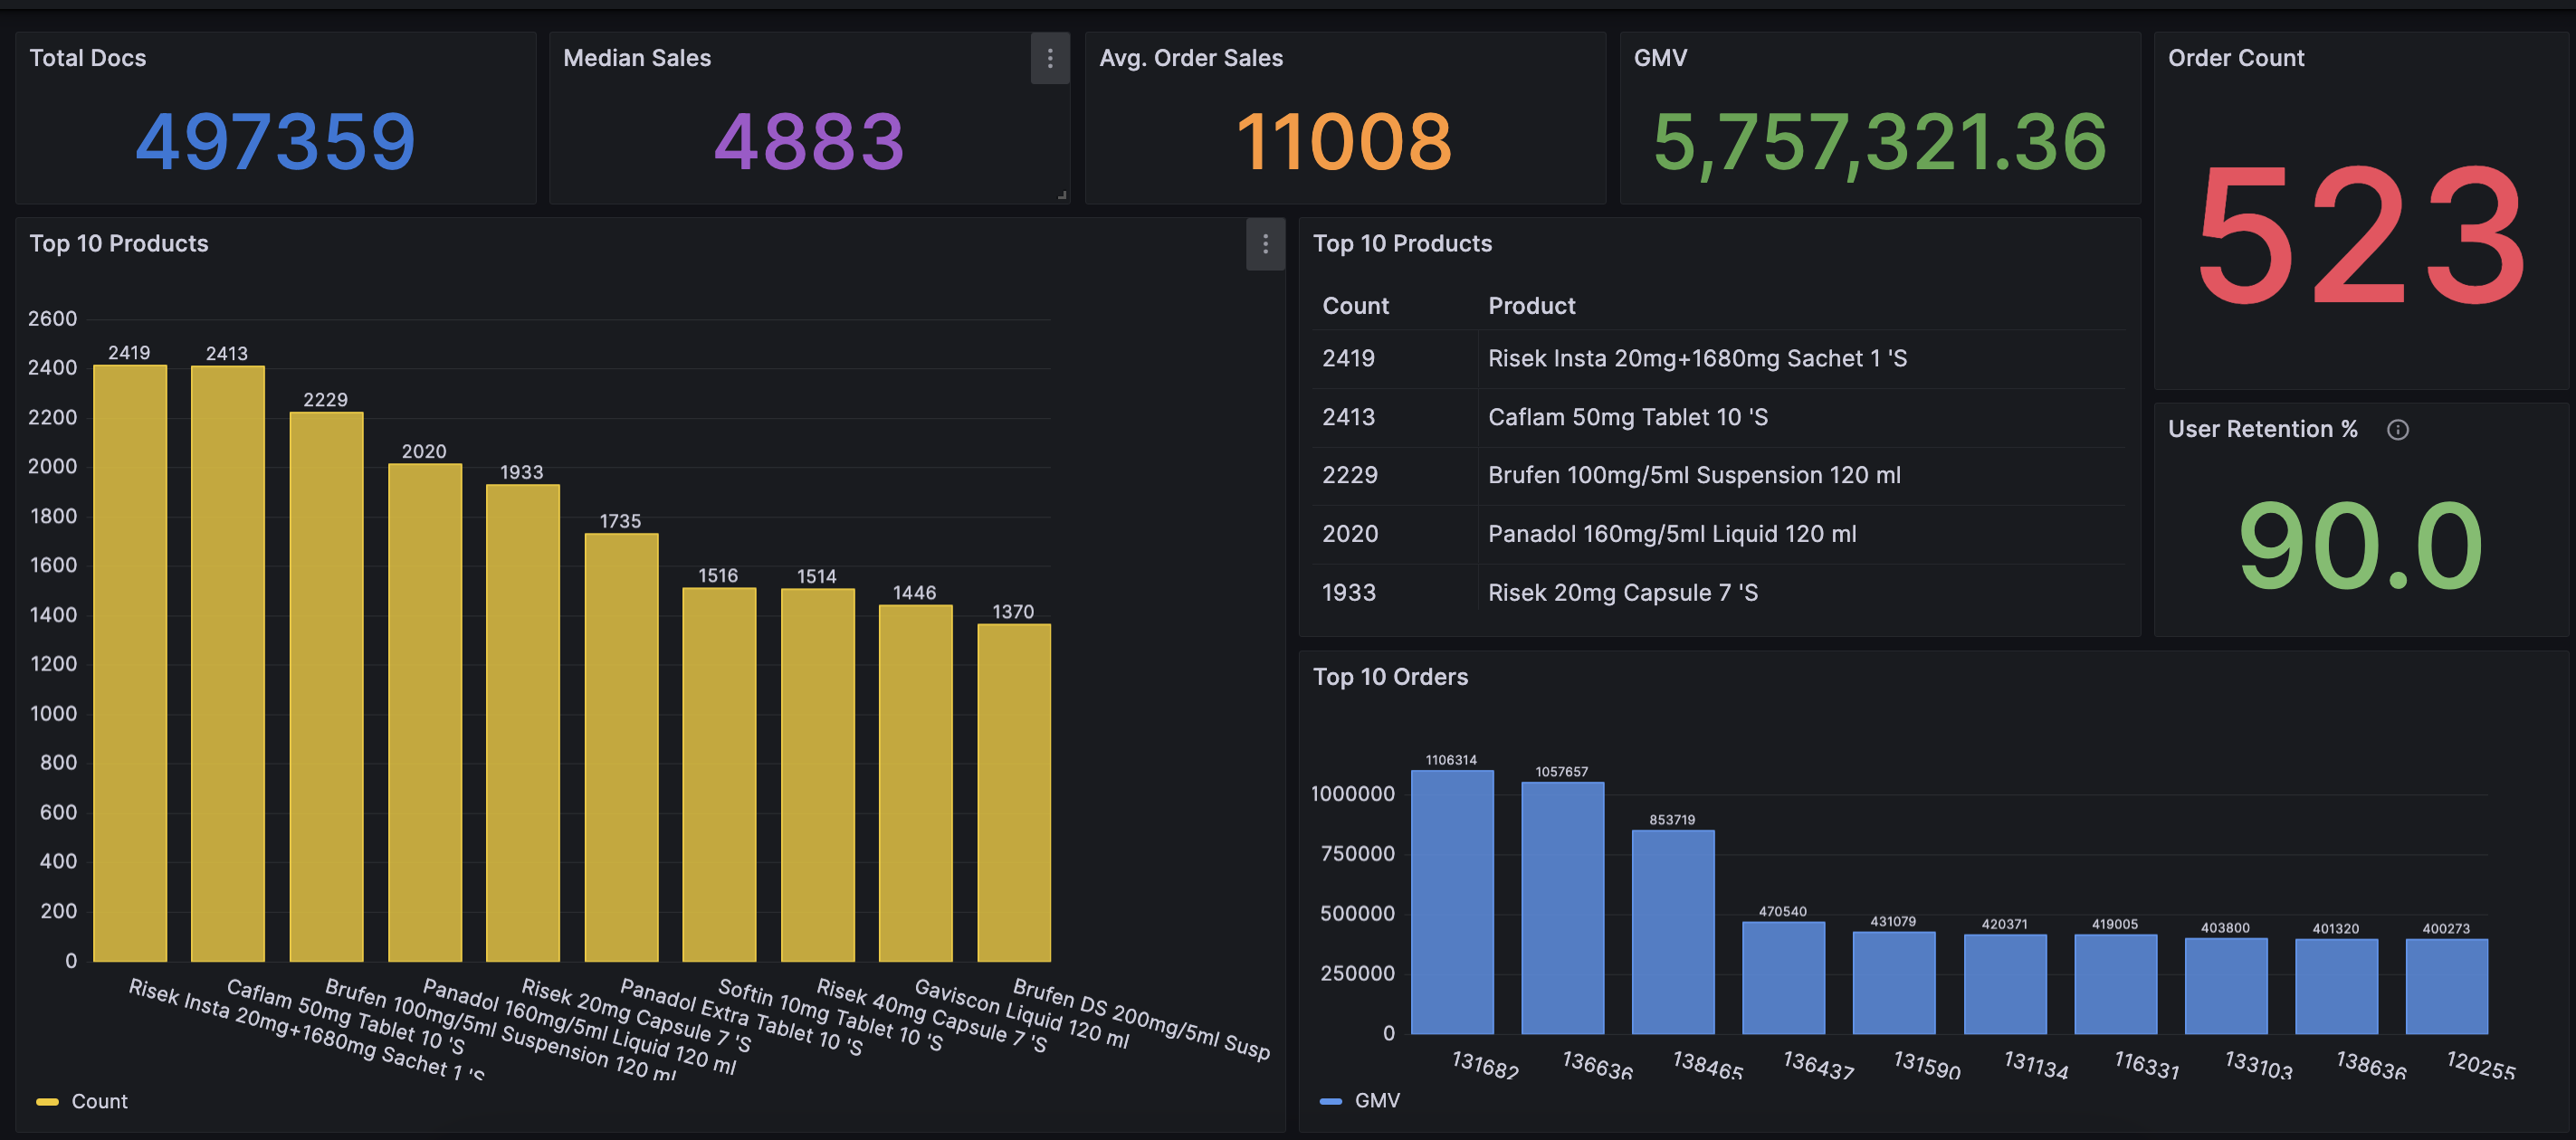 Total Docs
497359
Median Sales
4883
Avg. Order Sales
11008
GMV
5,757,321.36
Order Count
523
Top 10 Products
2600
2400
2200
2000
1800
1600
1400
1200
1000
800
600
400
200
0
2419
2413
2229
2020
1933
1735
1516
1514
1446
1370
Risek Insta 20mg+1680mg Sachet 1 'S
Caflam 50mg Tablet 10 'S
Brufen 100mg/5ml Suspension 120 ml
Panadol 160mg/5ml Liquid 120 ml
Risek 20mg Capsule 7 'S
Panadol Extra Tablet 10 'S
Softin 10mg Tablet 10 'S
Risek 40mg Capsule 7 'S
Gaviscon Liquid 120 ml
Brufen DS 200mg/5ml Susp
Count
Top 10 Products
Count Product
2419 Risek Insta 20mg+1680mg Sachet 1 'S
2413 Caflam 50mg Tablet 10 'S
2229 Brufen 100mg/5ml Suspension 120 ml
2020 Panadol 160mg/5ml Liquid 120 ml
1933 Risek 20mg Capsule 7 'S
User Retention %
90.0
Top 10 Orders
1000000
750000
500000
250000
0
1106314
1057657
853719
470540
431079
420371
419005
403800
401320
400273
131682
136636
138465
136437
131590
131134
116331
133103
138636
120255
GMV